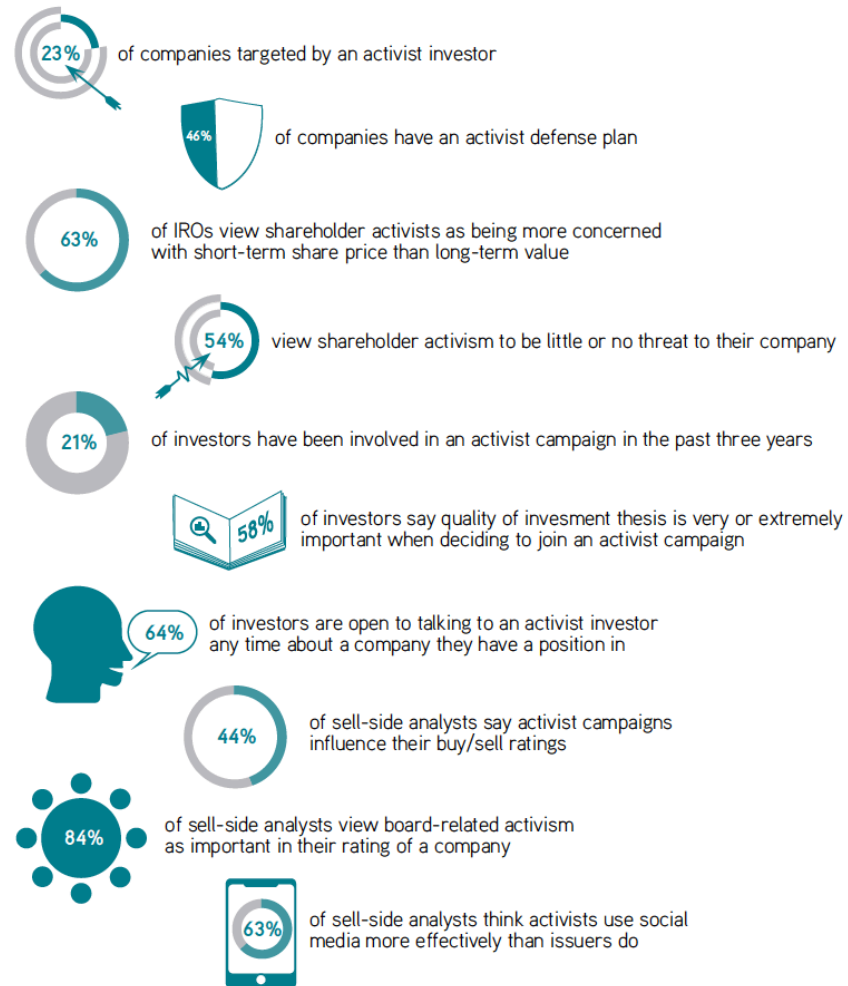 23%
of companies targeted by an activist investor
46%
of companies have an activist defense plan
63%
of IROs view shareholder activists as being more concerned
with short-term share price than long-term value
54%
view shareholder activism to be little or no threat to their company
21%
of investors have been involved in an activist campaign in the past three years
58%
of investors say quality of invesment thesis is very or extremely
important when deciding to join an activist campaign
64%
of investors are open to talking to an activist investor
any time about a company they have a position in
44%
of sell-side analysts say activist campaigns
influence their buy/sell ratings
84%
of sell-side analysts view board-related activism
as important in their rating of a company
63%
of sell-side analysts think activists use social
media more effectively than issuers do